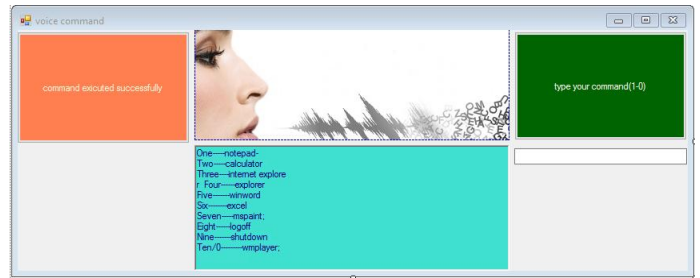 voice command
command exicuted successfully
type your command(1-0)
One----notepad-
Two----calculator
Three----internet explore
r Four-----explorer
Five-----winword
Six-----excel
Seven----mspaint;
Eight----logoff
Nine-----shutdown
Ten/0-------wmplayer;